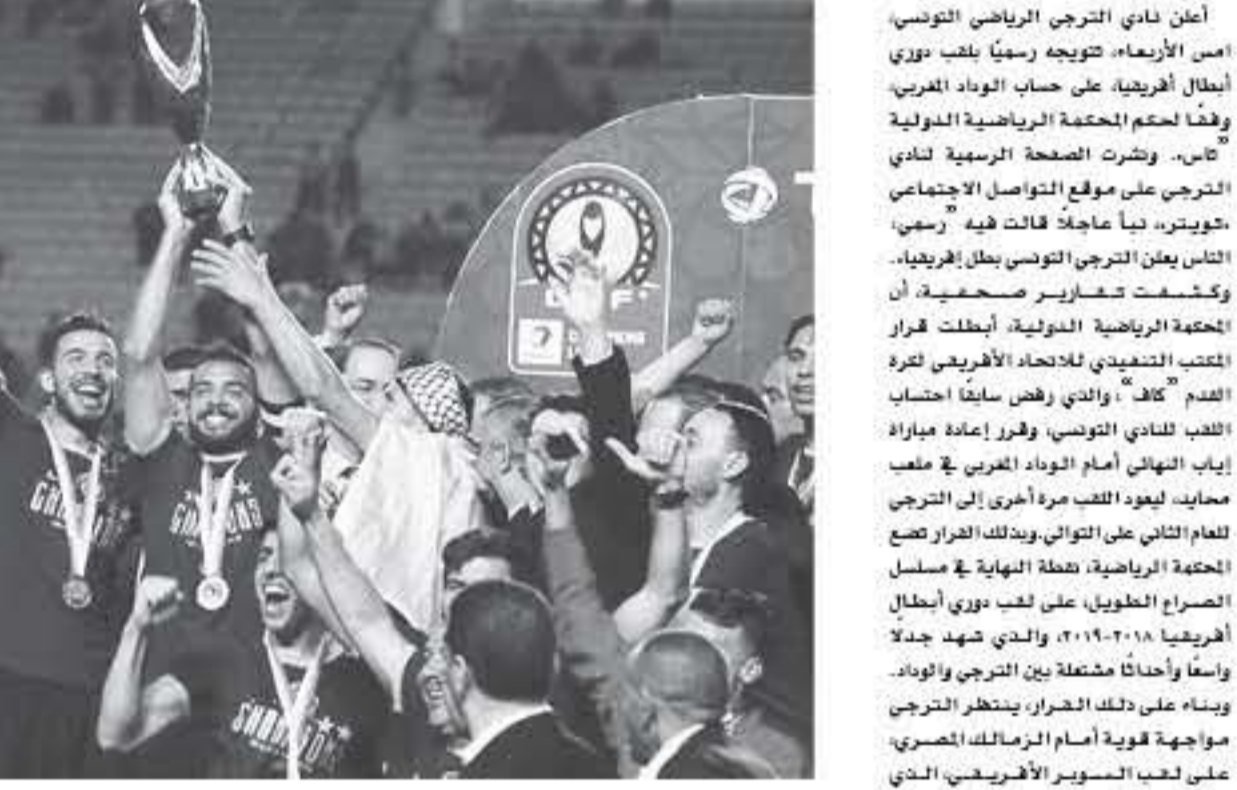 أعلن نادي الترجي الرياضي التونسي،
امس الأربعاء، تتويجه رسميًا بلقب دوري
أبطال أفريقيا، على حساب الوداد المغربي،
وفقًا لحكم المحكمة الرياضية الدولية
"كاس". ونشرت الصفحة الرسمية لنادي
الترجي على موقع التواصل الاجتماعي
«تويتر»، نبأ عاجلاً قالت فيه "رسمي:
التاس يعلن الترجي التونسي بطل إفريقيا».
وكشفت تقارير صحفية، أن
المحكمة الرياضية الدولية، أبطلت قرار
المكتب التنفيذي للاتحاد الأفريقي لكرة
القدم "كاف"، والذي رفض سابقًا احتساب
اللقب للنادي التونسي، وقرر إعادة مباراة
إياب النهائي أمام الوداد المغربي في ملعب
محايد، ليعود اللقب مرة أخرى إلى الترجي
للعام الثاني على التوالي.وبذلك القرار تضع
المحكمة الرياضية، نقطة النهاية في مسلسل
الصراع الطويل، على لقب دوري أبطال
أفريقيا ٢٠١٨-٢٠١٩، والذي شهد جدلًا
واسعًا وأحداثًا مشتعلة بين الترجي والوداد.
وبناء على ذلك القرار، ينتظر الترجي
مواجهة قوية أمام الزمالك المصري،
على لقب السوبر الأفريقي، الذي